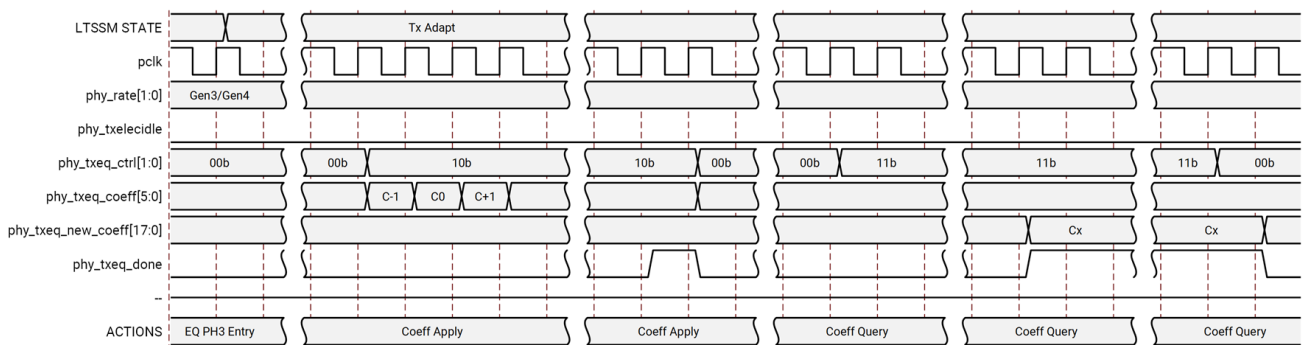 LTSSM STATE Tx Adapt
pclk
phy_rate[1:0] Gen3/Gen4
phy_txelecidle
phy_txeq_ctrl[1:0] 00b 00b 10b 10b 00b 00b 11b 11b 11b 00b
phy_txeq_coeff[5:0] C-1 C0 C+1
phy_txeq_new_coeff[17:0] Cx Cx
phy_txeq_done
--
ACTIONS EQ PH3 Entry Coeff Apply Coeff Apply Coeff Query Coeff Query Coeff Query